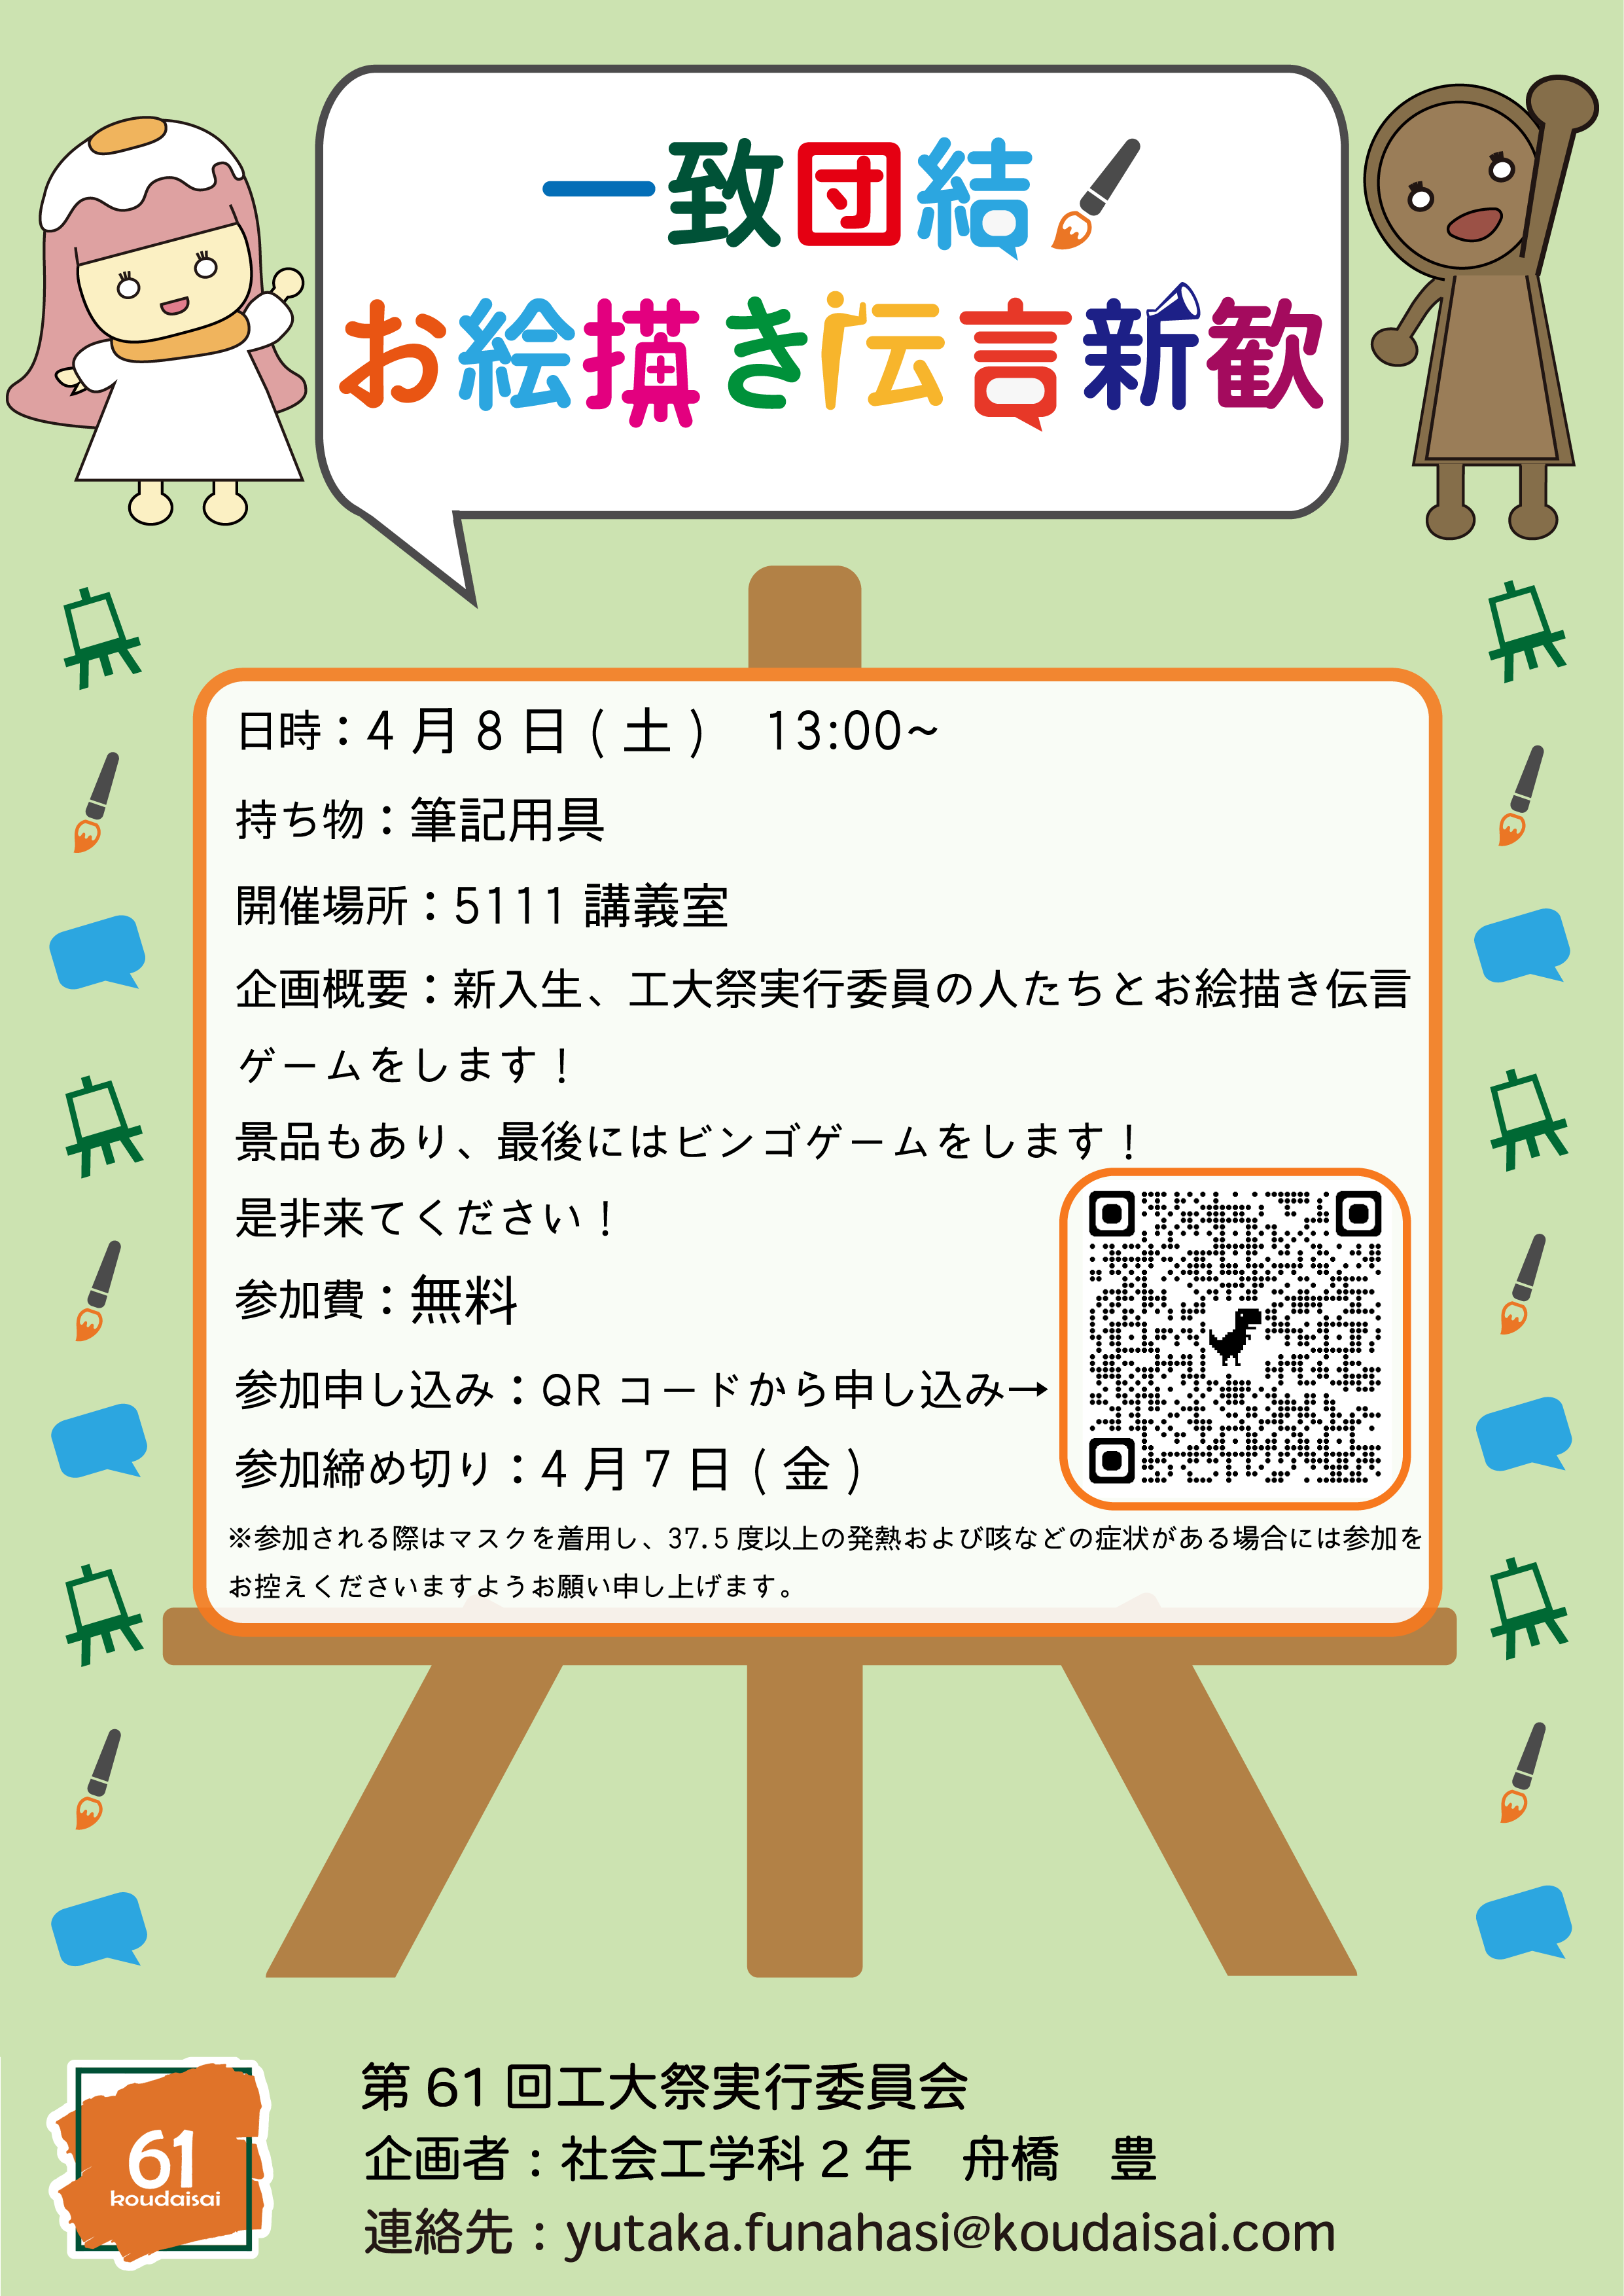 一致団結
お絵描き伝言新歓
日時：4 月 8 日 ( 土 )　13:00~
持ち物：筆記用具
開催場所：5111 講義室
企画概要：新入生、工大祭実行委員の人たちとお絵描き伝言
ゲームをします！
景品もあり、最後にはビンゴゲームをします！
是非来てください！
参加費：無料
参加申し込み：QR コードから申し込み→
参加締め切り：4 月 7 日 ( 金 )
※参加される際はマスクを着用し、37.5 度以上の発熱および咳などの症状がある場合には参加を
お控えくださいますようお願い申し上げます。
第 61 回工大祭実行委員会
企画者：社会工学科 2 年　舟橋　豊
連絡先：yutaka.funahasi@koudaisai.com
61
koudaisai